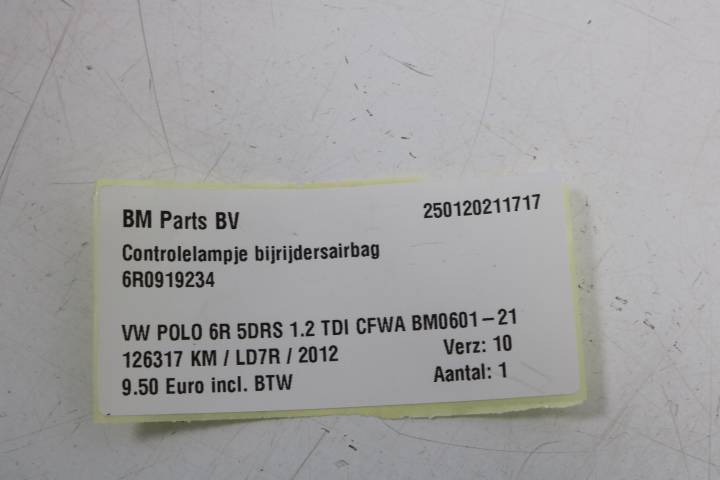 BM Parts BV 250120211717
Controlelampje bijrijdersairbag
6R0919234
VW POLO 6R 5DRS 1.2 TDI CFWA BM0601-21
126317 KM / LD7R / 2012 Verz: 10
9.50 Euro incl. BTW Aantal: 1